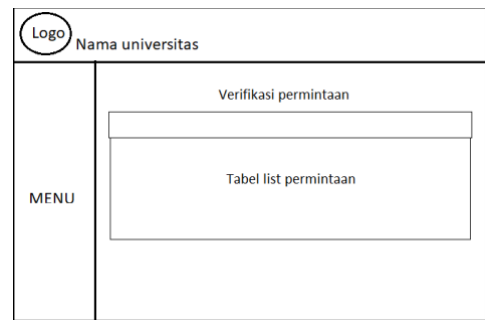 Logo
Nama universitas
Verifikasi permintaan
Tabel list permintaan
MENU